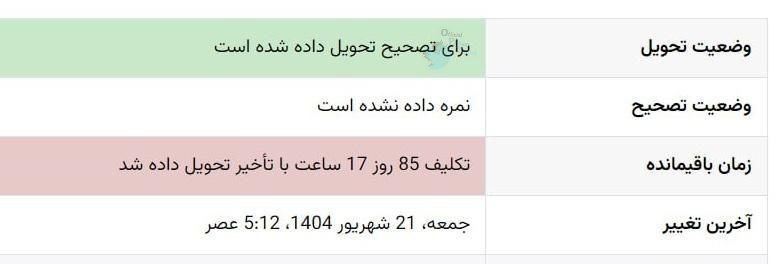 وضعیت تحویل
برای تصحیح تحویل داده شده است
وضعیت تصحیح
نمره داده نشده است
زمان باقیمانده
تکلیف 85 روز 17 ساعت با تأخیر تحویل داده شد
آخرین تغییر
جمعه، 21 شهریور 1404، 5:12 عصر